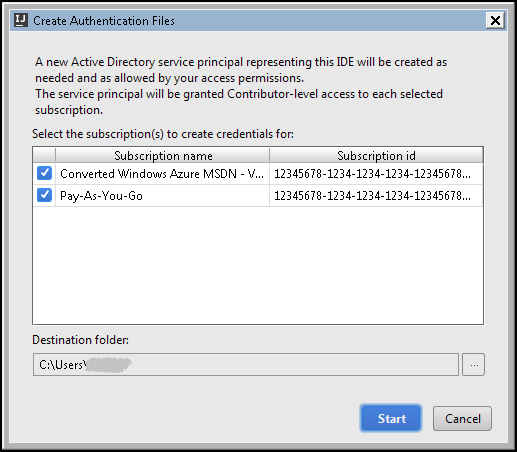 IJ
Create Authentication Files
A new Active Directory service principal representing this IDE will be created as
needed and as allowed by your access permissions.
The service principal will be granted Contributor-level access to each selected
subscription.
Select the subscription(s) to create credentials for:
Subscription name Subscription id
Converted Windows Azure MSDN - V... 12345678-1234-1234-1234-12345678...
Pay-As-You-Go 12345678-1234-1234-1234-12345678...
Destination folder:
C:\Users\
...
Start Cancel